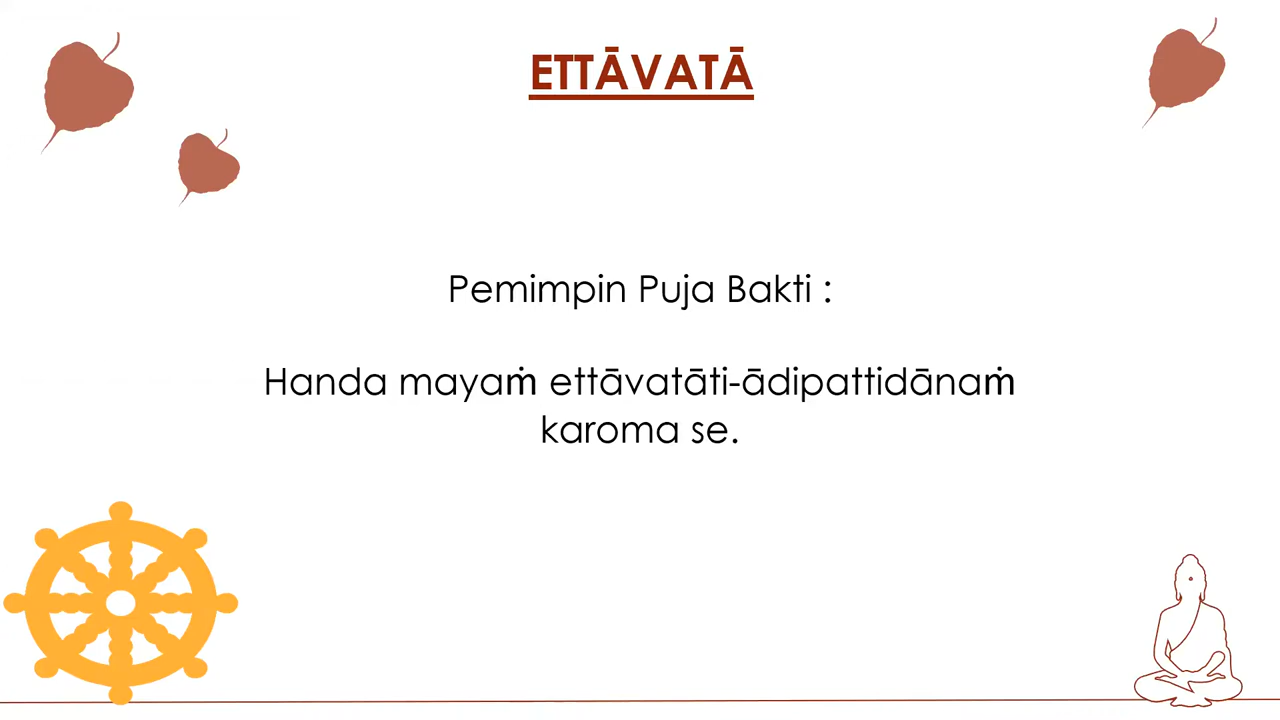 ETTĀVATĀ
Pemimpin Puja Bakti :
Handa mayaṁ ettāvatāti-ādipattidānaṁ
karoma se.